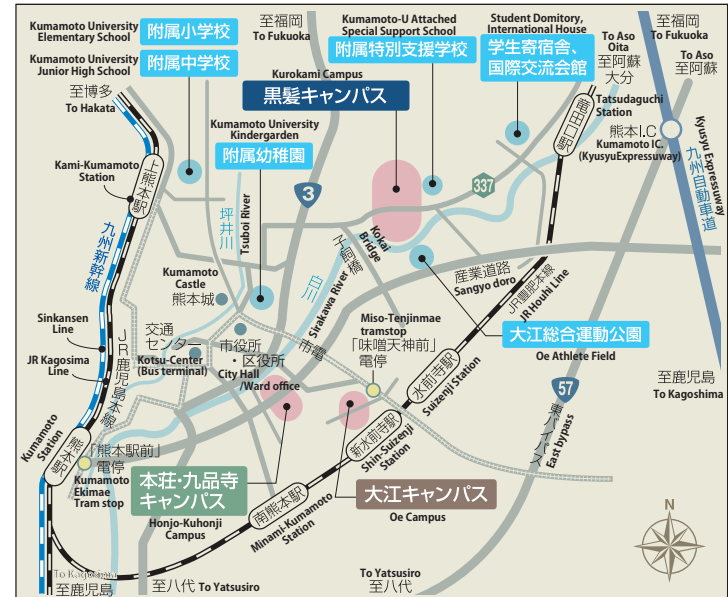 Kumamoto University
Elementary School
附属小学校
Kumamoto University
Junior High School
附属中学校
至福岡
To Fukuoka
Kumamoto-U Attached
Special Support School
附属特別支援学校
Student Domitory,
International House
学生寄宿舎、
国際交流会館
To Aso
Oita
至阿蘇
大分
至福岡
To Fukuoka
To Aso
至阿蘇
至博多
To Hakata
Kurokami Campus
黒髪キャンパス
Kumamoto University
Kindergarden
附属幼稚園
竜田口駅
Tatsudaguchi
Station
熊本I.C
Kumamoto IC.
(KyusyuExpressuway)
Kyusyu Expressuway
九州自動車道
Kami-Kumamoto
Station
上熊本駅
3
337
坪井川
Tsuboi River
九州新幹線
白川
Sirakawa River
子飼橋
Kokai
Bridge
産業道路
Sangyo doro
JR豊肥本線
JR Houhi Line
Kumamoto
Castle
熊本城
Sinkansen
Line
JR Kagosima
Line
JR鹿児島本線
交通
センター
Kotsu-Center
(Bus terminal)
市役所
・区役所
City Hall
/Ward office
市電
Miso-Tenjinmae
tramstop
「味噌天神前」
電停
大江総合運動公園
Oe Athlete Field
水前寺駅
Suizenji Station
57
至鹿児島
To Kagoshima
東バイパス
East bypass
Kumamoto
Station
熊本駅
「熊本駅前」
電停
Kumamoto
Ekimae
Tram stop
新水前寺駅
Shin-Suizenji
Station
本荘・九品寺
キャンパス
Honjo-Kuhonji
Campus
南熊本駅
Minami-Kumamoto
Station
大江キャンパス
Oe Campus
N
To Kagoshima
至鹿児島
至八代 To Yatsusiro
To Yatsusiro
至八代